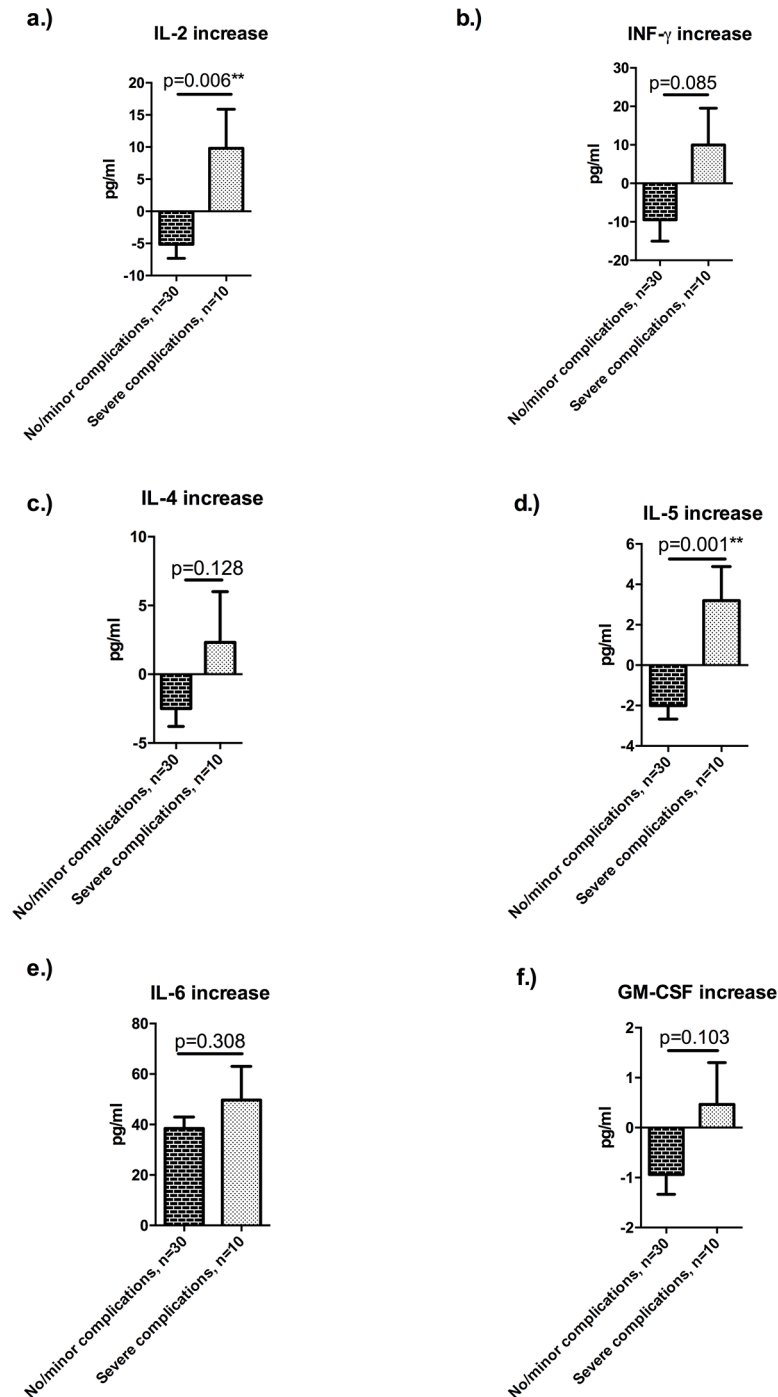 a.)
IL-2 increase
p=0.006**
20
15
10
5
0
-5
-10
pg/ml
No/minor complications, n=30
Severe complications, n=10
b.)
INF-γ increase
p=0.085
30
20
10
0
-10
-20
pg/ml
No/minor complications, n=30
Severe complications, n=10
c.)
IL-4 increase
p=0.128
10
5
0
-5
pg/ml
No/minor complications, n=30
Severe complications, n=10
d.)
IL-5 increase
p=0.001**
6
4
2
0
-2
-4
pg/ml
No/minor complications, n=30
Severe complications, n=10
e.)
IL-6 increase
p=0.308
80
60
40
20
0
pg/ml
No/minor complications, n=30
Severe complications, n=10
f.)
GM-CSF increase
p=0.103
2
1
0
-1
-2
pg/ml
No/minor complications, n=30
Severe complications, n=10